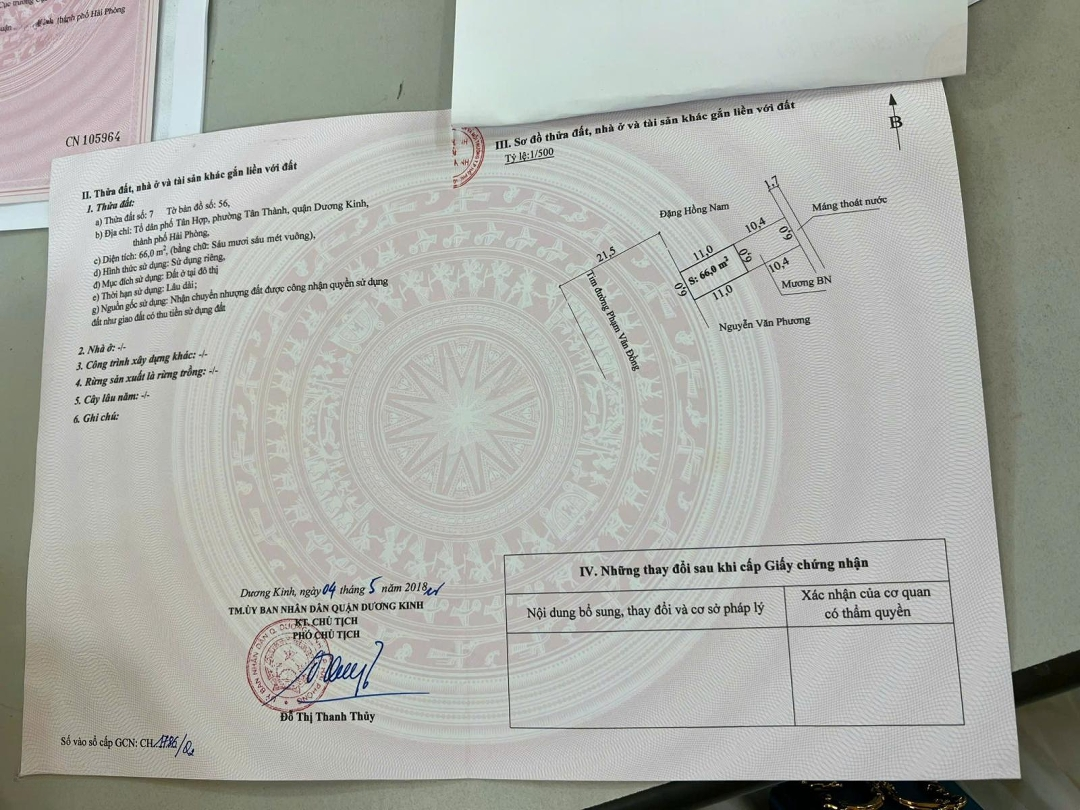 thành phố Hải Phòng
CN 105964
II. Thửa đất, nhà ở và tài sản khác gắn liền với đất
1. Thửa đất:
a) Thửa đất số: 7 Tờ bản đồ số: 56,
b) Địa chỉ: Tổ dân phố Tân Hợp, phường Tân Thành, quận Dương Kinh,
thành phố Hải Phòng,
c) Diện tích: 66,0 m², (bằng chữ: Sáu mươi sáu mét vuông),
d) Hình thức sử dụng: Sử dụng riêng,
đ) Mục đích sử dụng: Đất ở tại đô thị
e) Thời hạn sử dụng: Lâu dài;
g) Nguồn gốc sử dụng: Nhận chuyển nhượng đất được công nhận quyền sử dụng
đất như giao đất có thu tiền sử dụng đất
2. Nhà ở: -/-
3. Công trình xây dựng khác: -/-
4. Rừng sản xuất là rừng trồng: -/-
5. Cây lâu năm: -/-
6. Ghi chú:
Dương Kinh, ngày 04 tháng 5 năm 2018
TM.ỦY BAN NHÂN DÂN QUẬN DƯƠNG KINH
KT. CHỦ TỊCH
PHÓ CHỦ TỊCH
Đỗ Thị Thanh Thủy
Số vào sổ cấp GCN: CH
III. Sơ đồ thửa đất, nhà ở và tài sản khác gắn liền với đất
Tỷ lệ:1/500
B
1,7
Đặng Hồng Nam
Máng thoát nước
10,4
21,5
11,0
6,0
6,0
S: 66,0 m²
10,4
6,0
11,0
Mương BN
Tim đường Phạm Văn Đồng
Nguyễn Văn Phương
IV. Những thay đổi sau khi cấp Giấy chứng nhận
Nội dung bổ sung, thay đổi và cơ sở pháp lý
Xác nhận của cơ quan
có thẩm quyền